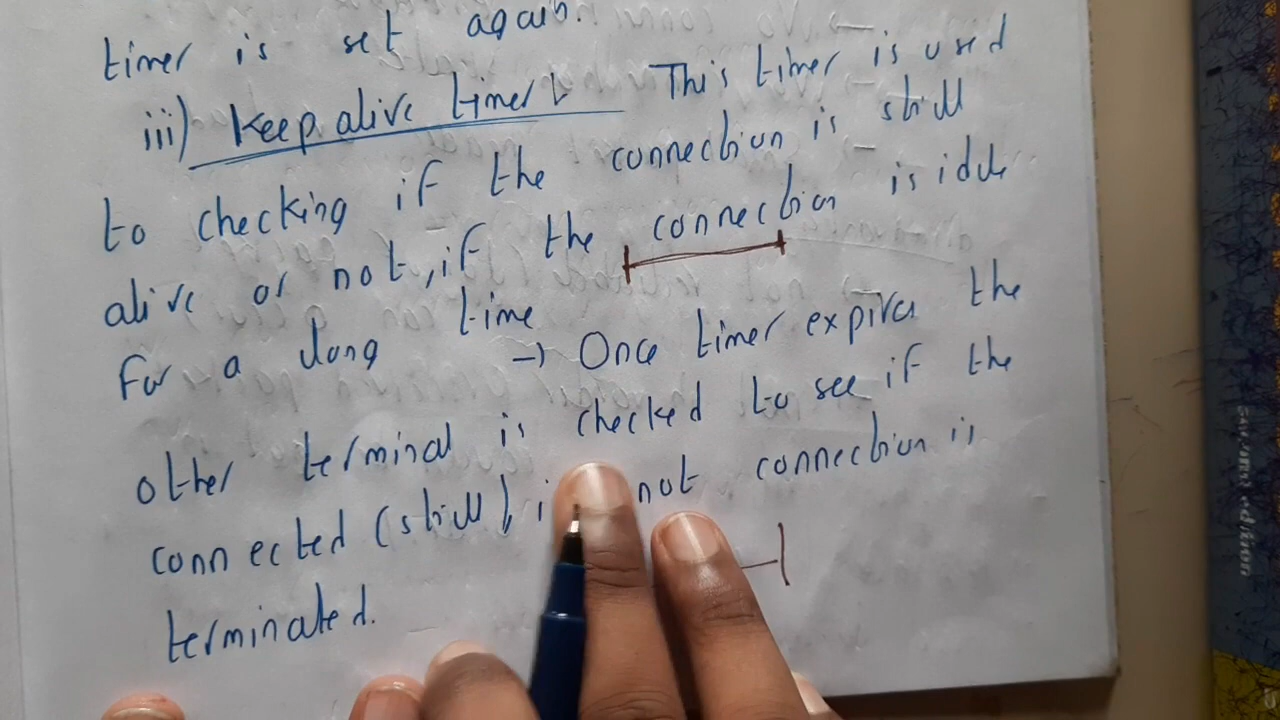 timer is set again.
iii) Keep alive timer :- This timer is used
to checking if the connection is still
alive or not, if the connection is idle
for a long time
→ Once timer expires the
other terminal is checked to see if the
connected (still), not connection is
terminated.
Second edition